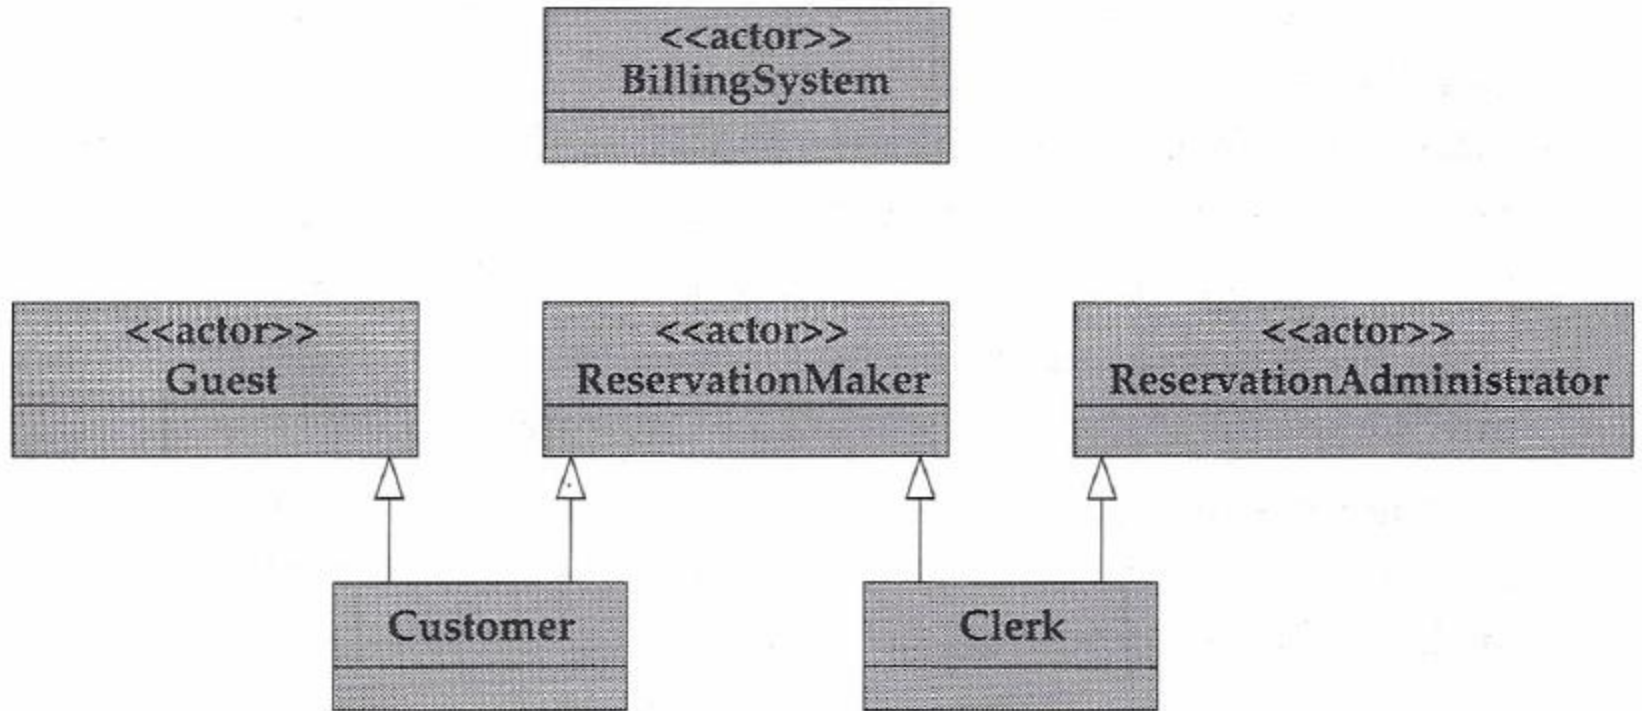 <<actor>>
BillingSystem
<<actor>>
Guest
<<actor>>
ReservationMaker
<<actor>>
ReservationAdministrator
Customer
Clerk